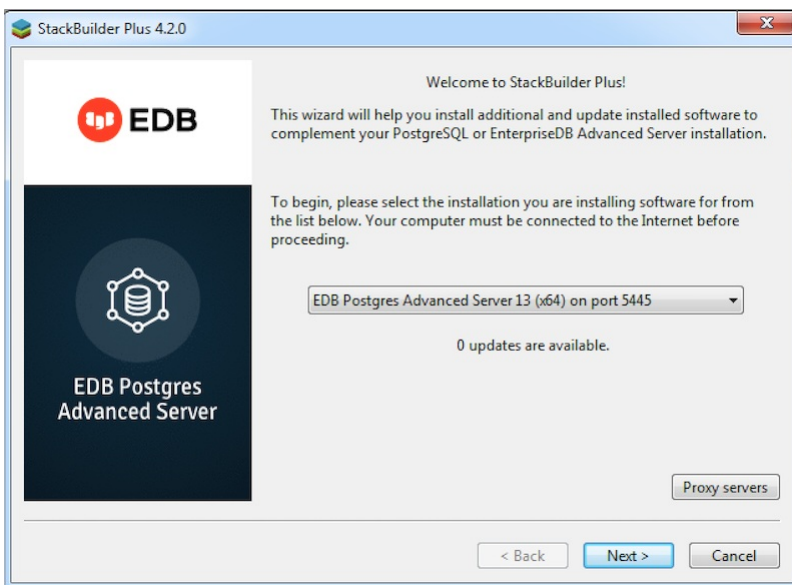 StackBuilder Plus 4.2.0
EDB
EDB Postgres
Advanced Server
Welcome to StackBuilder Plus!
This wizard will help you install additional and update installed software to
complement your PostgreSQL or EnterpriseDB Advanced Server installation.
To begin, please select the installation you are installing software for from
the list below. Your computer must be connected to the Internet before
proceeding.
EDB Postgres Advanced Server 13 (x64) on port 5445
0 updates are available.
Proxy servers
< Back
Next >
Cancel